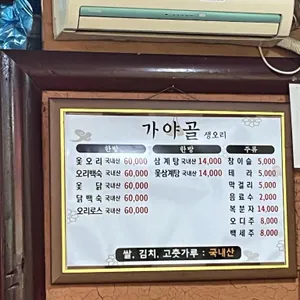 가야골 생오리
한방 한방 주류
옻오리 국내산 60,000 삼계탕 국내산 14,000 참이슬 5,000
오리백숙 국내산 60,000 옻삼계탕 국내산 14,000 테라 5,000
옻닭 국내산 60,000 막걸리 5,000
닭백숙 국내산 60,000 음료수 2,000
오리로스 국내산 60,000 복분자 14,000
오디주 8,000
백세주 8,000
쌀, 김치, 고춧가루 : 국내산